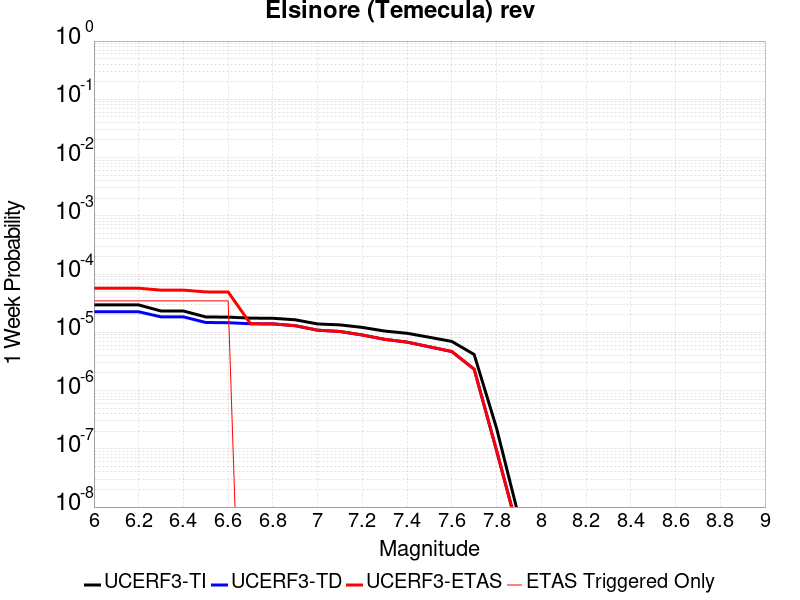 Elsinore (Temecula) rev
1 Week Probability
10^0
10^-1
10^-2
10^-3
10^-4
10^-5
10^-6
10^-7
10^-8
6 6.2 6.4 6.6 6.8 7 7.2 7.4 7.6 7.8 8 8.2 8.4 8.6 8.8 9
Magnitude
UCERF3-TI UCERF3-TD UCERF3-ETAS ETAS Triggered Only